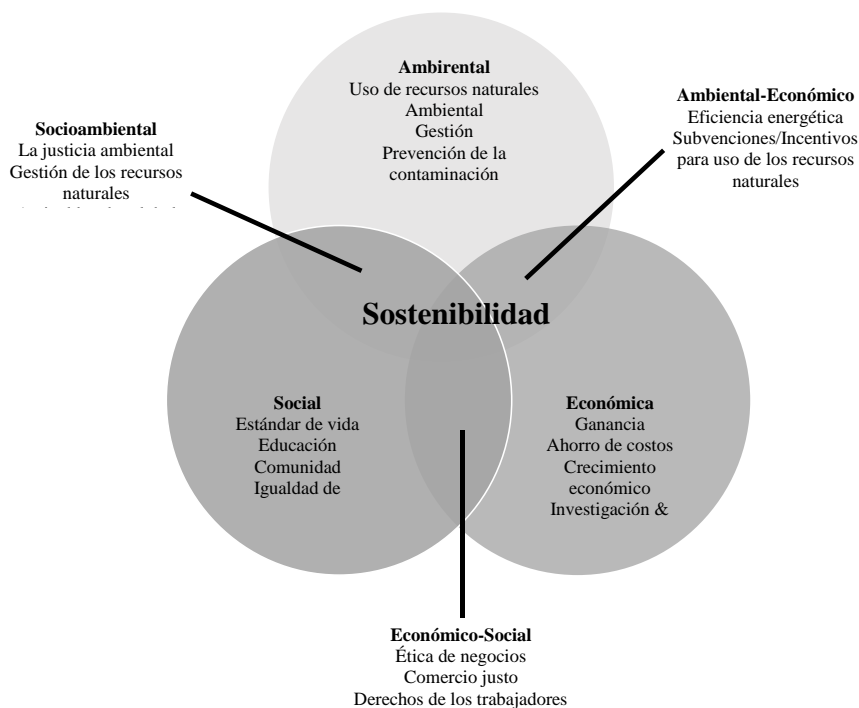 Ambirental
Uso de recursos naturales
Ambiental
Gestión
Prevención de la
contaminación
Ambiental-Económico
Eficiencia energética
Subvenciones/Incentivos
para uso de los recursos
naturales
Socioambiental
La justicia ambiental
Gestión de los recursos
naturales
Sostenibilidad
Social
Estándar de vida
Educación
Comunidad
Igualdad de
Económica
Ganancia
Ahorro de costos
Crecimiento
económico
Investigación &
Económico-Social
Ética de negocios
Comercio justo
Derechos de los trabajadores